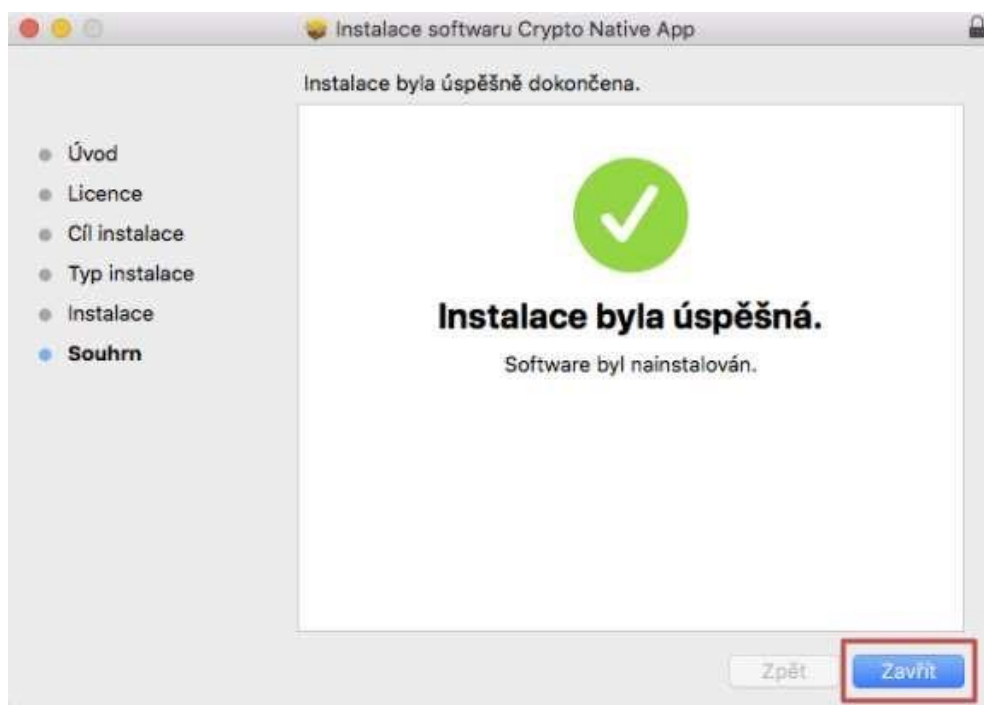 Instalace softwaru Crypto Native App
Instalace byla úspěšně dokončena.
Úvod
Licence
Cíl instalace
Typ instalace
Instalace
Souhrn
Instalace byla úspěšná.
Software byl nainstalován.
Zpět
Zavřít